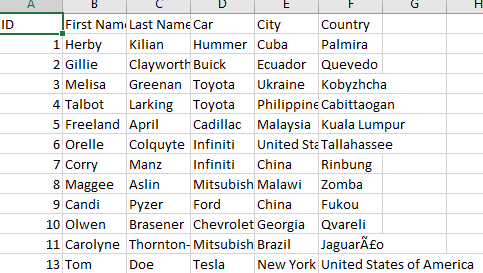 A B C D E F G H
ID First Name Last Name Car City Country
1 Herby Kilian Hummer Cuba Palmira
2 Gillie Clayworth Buick Ecuador Quevedo
3 Melisa Greenan Toyota Ukraine Kobyzhcha
4 Talbot Larking Toyota Philippine Cabittaogan
5 Freeland April Cadillac Malaysia Kuala Lumpur
6 Orelle Colquyte Infiniti United Sta Tallahassee
7 Corry Manz Infiniti China Rinbung
8 Maggee Aslin Mitsubish Malawi Zomba
9 Candi Pyzer Ford China Fukou
10 Olwen Brasener Chevrolet Georgia Qvareli
11 Carolyne Thornton- Mitsubish Brazil JaguarÃ£o
13 Tom Doe Tesla New York United States of America